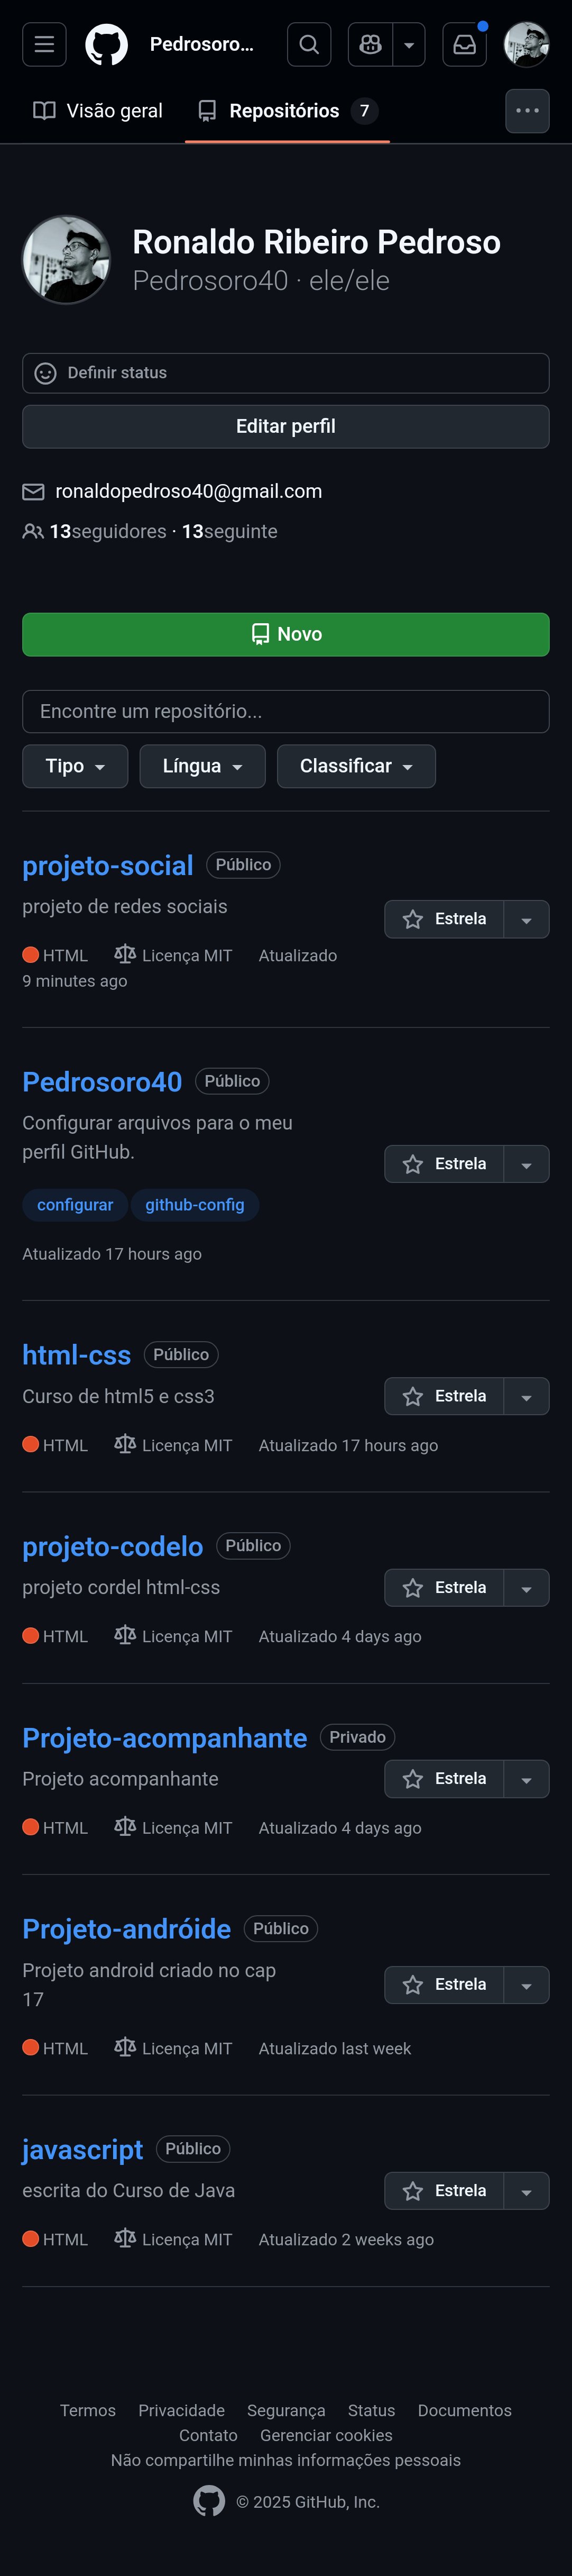 Pedrosoro...
Visão geral
Repositórios 7
Ronaldo Ribeiro Pedroso
Pedrosoro40 · ele/ele
Definir status
Editar perfil
ronaldopedroso40@gmail.com
13seguidores · 13seguinte
Novo
Encontre um repositório...
Tipo
Língua
Classificar
projeto-social Público
projeto de redes sociais
Estrela
HTML Licença MIT Atualizado
9 minutes ago
Pedrosoro40 Público
Configurar arquivos para o meu
perfil GitHub.
Estrela
configurar github-config
Atualizado 17 hours ago
html-css Público
Curso de html5 e css3
Estrela
HTML Licença MIT Atualizado 17 hours ago
projeto-codelo Público
projeto cordel html-css
Estrela
HTML Licença MIT Atualizado 4 days ago
Projeto-acompanhante Privado
Projeto acompanhante
Estrela
HTML Licença MIT Atualizado 4 days ago
Projeto-andróide Público
Projeto android criado no cap
17
Estrela
HTML Licença MIT Atualizado last week
javascript Público
escrita do Curso de Java
Estrela
HTML Licença MIT Atualizado 2 weeks ago
Termos Privacidade Segurança Status Documentos
Contato Gerenciar cookies
Não compartilhe minhas informações pessoais
© 2025 GitHub, Inc.